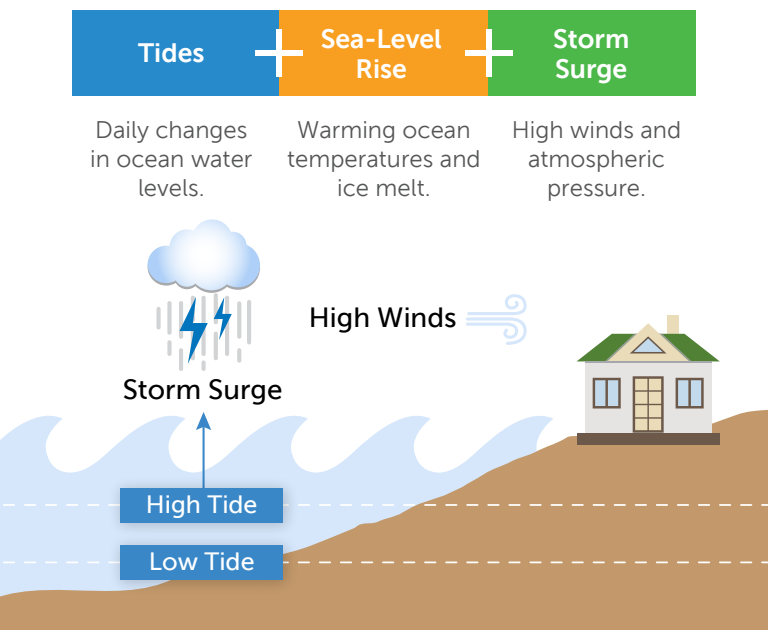 Tides
Sea-Level
Rise
Storm
Surge
Daily changes
in ocean water
levels.
Warming ocean
temperatures and
ice melt.
High winds and
atmospheric
pressure.
High Winds
Storm Surge
High Tide
Low Tide